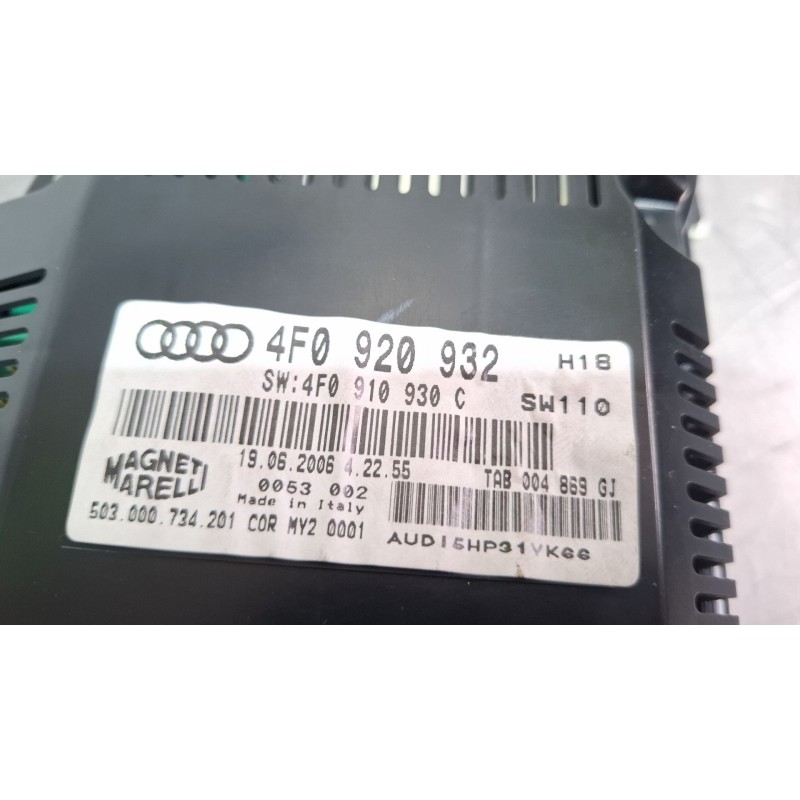 4F0 920 932 H18
SW:4F0 910 930 C SW110
MAGNETI MARELLI
19.06.2006 4.22.55 TAB 004 869 GJ
0053 002
Made in Italy
503.000.734.201 COR MY2 0001 AUDI5HP31VK66